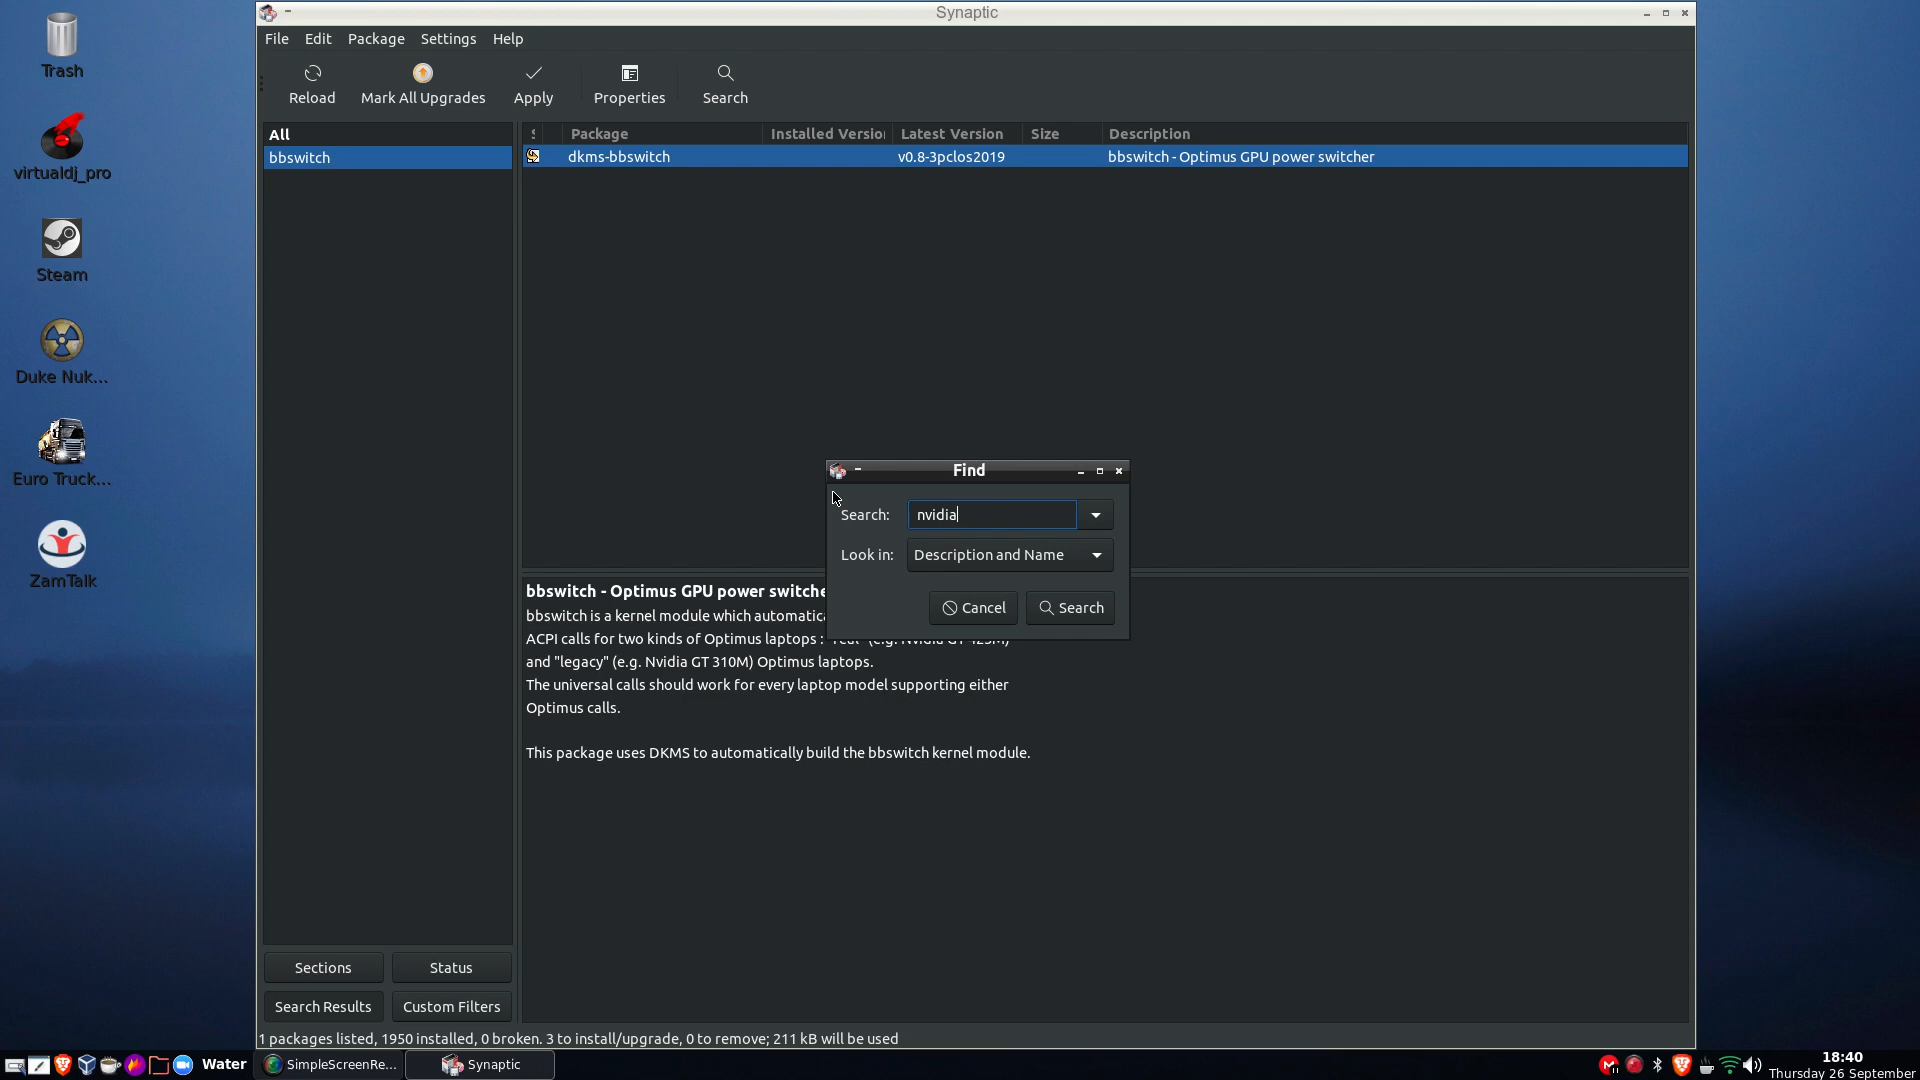 Trash
virtualdj_pro
Steam
Duke Nuk...
Euro Truck...
ZamTalk
Synaptic
File Edit Package Settings Help
Reload Mark All Upgrades Apply Properties Search
All
bbswitch
Package Installed Versio Latest Version Size Description
dkms-bbswitch v0.8-3pclos2019 bbswitch - Optimus GPU power switcher
Find
Search: nvidia
Look in: Description and Name
Cancel Search
bbswitch - Optimus GPU power switche
bbswitch is a kernel module which automatica
ACPI calls for two kinds of Optimus laptops :
and "legacy" (e.g. Nvidia GT 310M) Optimus laptops.
The universal calls should work for every laptop model supporting either
Optimus calls.
This package uses DKMS to automatically build the bbswitch kernel module.
Sections Status
Search Results Custom Filters
1 packages listed, 1950 installed, 0 broken. 3 to install/upgrade, 0 to remove; 211 kB will be used
Water SimpleScreenRe... Synaptic
18:40
Thursday 26 September